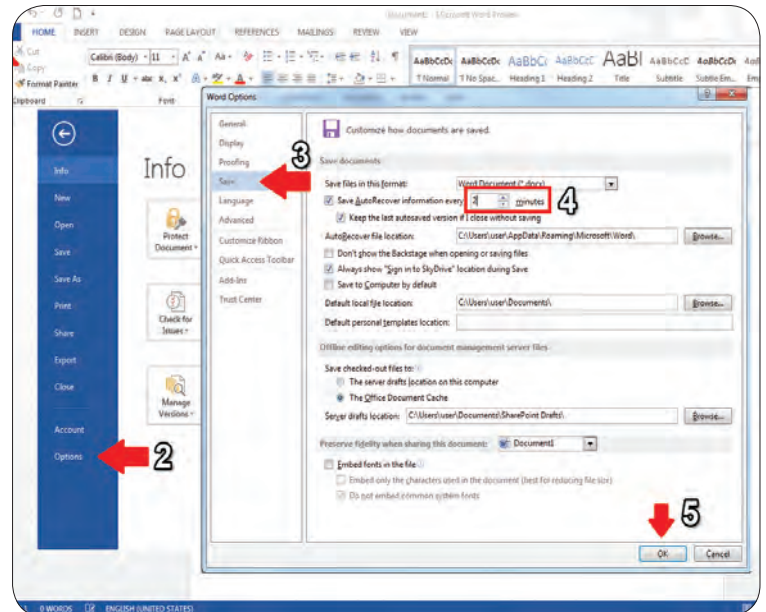 Document1 - Microsoft Word Preview
HOME INSERT DESIGN PAGE LAYOUT REFERENCES MAILINGS REVIEW VIEW
Cut
Copy
Format Painter
Calibri (Body) 11
AaBbCcDc AaBbCcDc AaBbCc AaBbCcC AaBl AaBbCcC AaBbCcDc
¶ Normal ¶ No Spac... Heading 1 Heading 2 Title Subtitle Subtle Em...
Clipboard Font
Info
New
Open
Save
Save As
Print
Share
Export
Close
Account
Options
2
Info
Protect
Document
Check for
Issues
Manage
Versions
Word Options
General
Display
Proofing
Save
Language
Advanced
Customize Ribbon
Quick Access Toolbar
Add-Ins
Trust Center
3
Customize how documents are saved.
Save documents
Save files in this format: Word Document (*.docx)
Save AutoRecover information every 2 minutes
4
Keep the last autosaved version if I close without saving
AutoRecover file location: C:\Users\user\AppData\Roaming\Microsoft\Word\ Browse...
Don't show the Backstage when opening or saving files
Always show "Sign in to SkyDrive" location during Save
Save to Computer by default
Default local file location: C:\Users\user\Documents\ Browse...
Default personal templates location:
Offline editing options for document management server files
Save checked-out files to:
The server drafts location on this computer
The Office Document Cache
Server drafts location: C:\Users\user\Documents\SharePoint Drafts\ Browse...
Preserve fidelity when sharing this document: Document1
Embed fonts in the file
Embed only the characters used in the document (best for reducing file size)
Do not embed common system fonts
5
OK Cancel
0 WORDS ENGLISH (UNITED STATES)